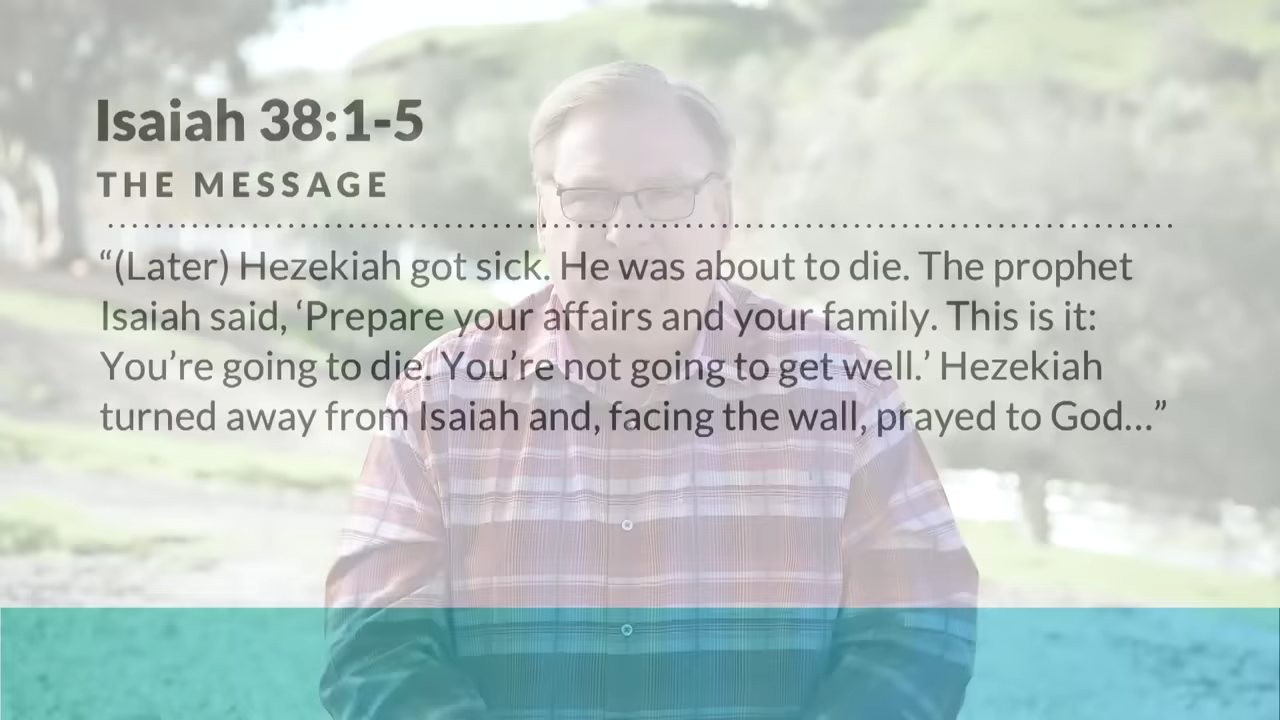 Isaiah 38:1-5
THE MESSAGE
“(Later) Hezekiah got sick. He was about to die. The prophet
Isaiah said, ‘Prepare your affairs and your family. This is it:
You’re going to die. You’re not going to get well.’ Hezekiah
turned away from Isaiah and, facing the wall, prayed to God...”